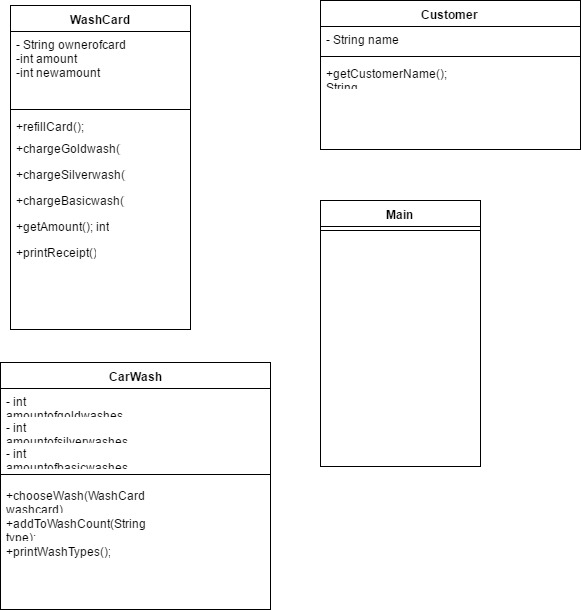 WashCard
- String ownerofcard
-int amount
-int newamount
+refillCard();
+chargeGoldwash(
+chargeSilverwash(
+chargeBasicwash(
+getAmount(); int
+printReceipt()
Customer
- String name
+getCustomerName();
String
Main
CarWash
- int
amountofgoldwashes
- int
amountofsilverwashes
- int
amountofbasicwashes
+chooseWash(WashCard
washcard)
+addToWashCount(String
type);
+printWashTypes();